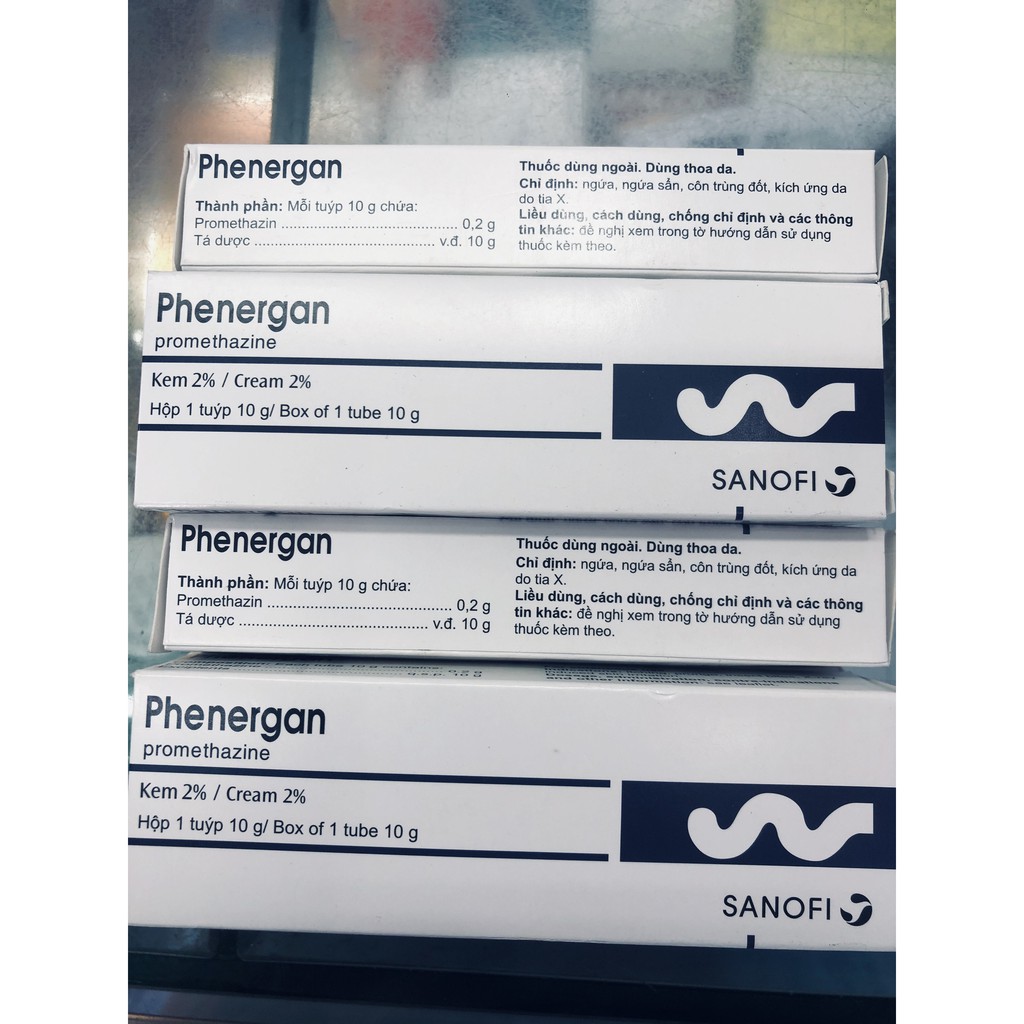 Phenergan
Thành phần: Mỗi tuýp 10 g chứa:
Promethazin ........................................ 0,2 g
Tá dược ......................................... v.đ. 10 g
Thuốc dùng ngoài. Dùng thoa da.
Chỉ định: ngứa, ngứa sẩn, côn trùng đốt, kích ứng da
do tia X.
Liều dùng, cách dùng, chống chỉ định và các thông
tin khác: đề nghị xem trong tờ hướng dẫn sử dụng
thuốc kèm theo.
Phenergan
promethazine
Kem 2% / Cream 2%
Hộp 1 tuýp 10 g/ Box of 1 tube 10 g
SANOFI
Phenergan
Thành phần: Mỗi tuýp 10 g chứa:
Promethazin ........................................ 0,2 g
Tá dược ......................................... v.đ. 10 g
Thuốc dùng ngoài. Dùng thoa da.
Chỉ định: ngứa, ngứa sẩn, côn trùng đốt, kích ứng da
do tia X.
Liều dùng, cách dùng, chống chỉ định và các thông
tin khác: đề nghị xem trong tờ hướng dẫn sử dụng
thuốc kèm theo.
Phenergan
promethazine
Kem 2% / Cream 2%
Hộp 1 tuýp 10 g/ Box of 1 tube 10 g
SANOFI